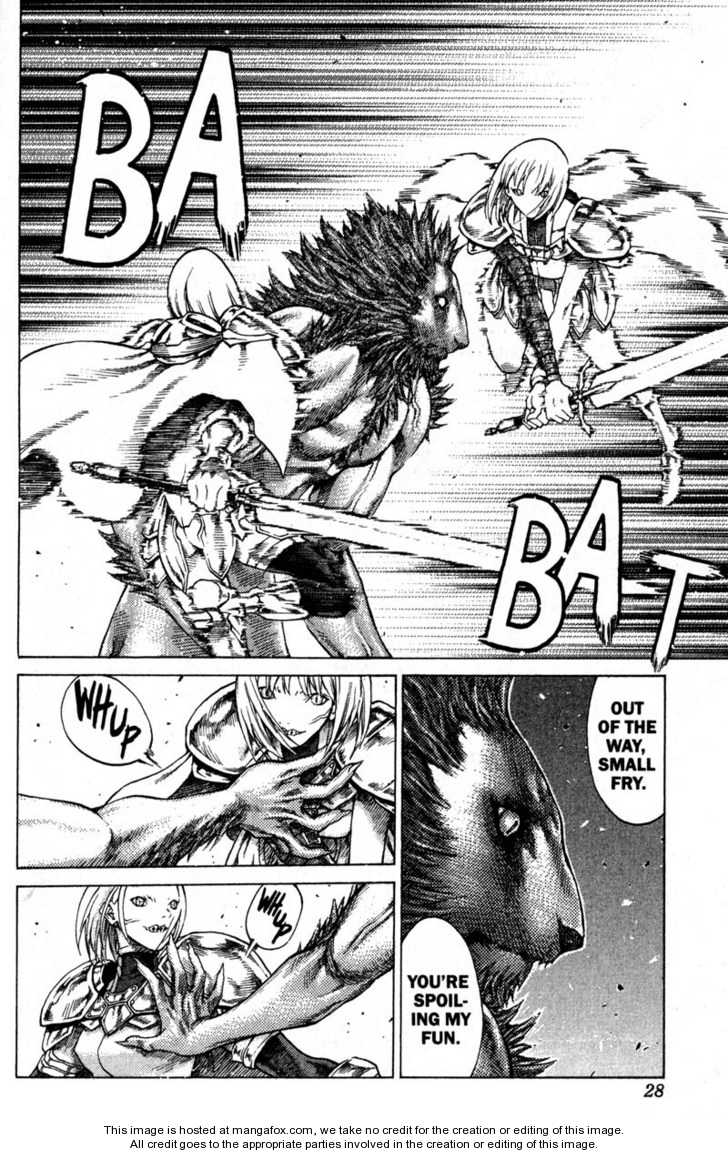 BA
BAT
OUT
OF THE
WAY,
SMALL
FRY.
YOU'RE
SPOIL-
ING MY
FUN.
WHUP
WHUP
28
This image is hosted at mangafox.com, we take no credit for the creation or editing of this image.
All credit goes to the appropriate parties involved in the creation or editing of this image.